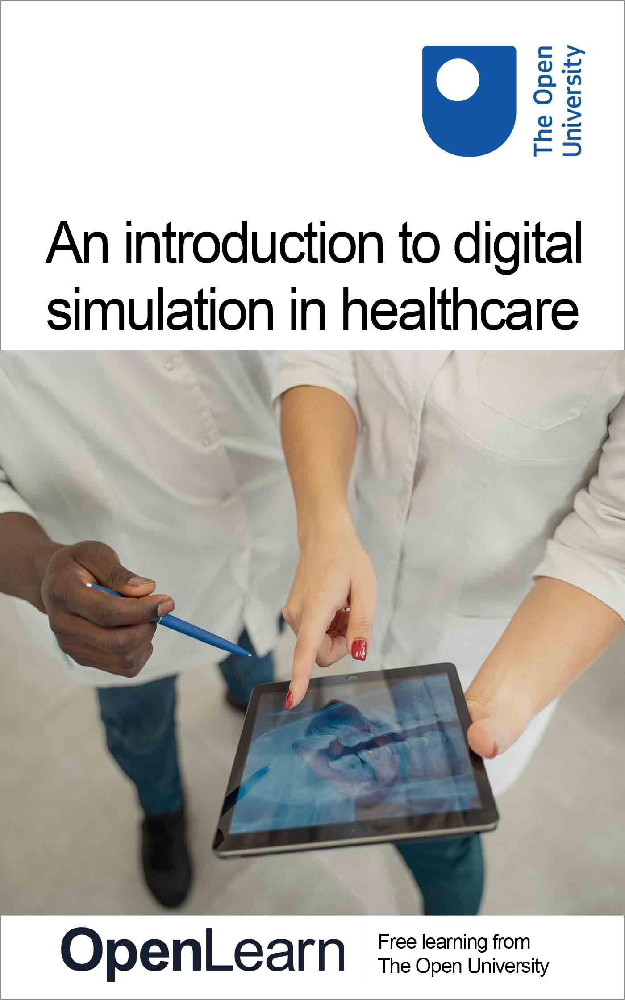 The Open
University
An introduction to digital
simulation in healthcare
OpenLearn
Free learning from
The Open University